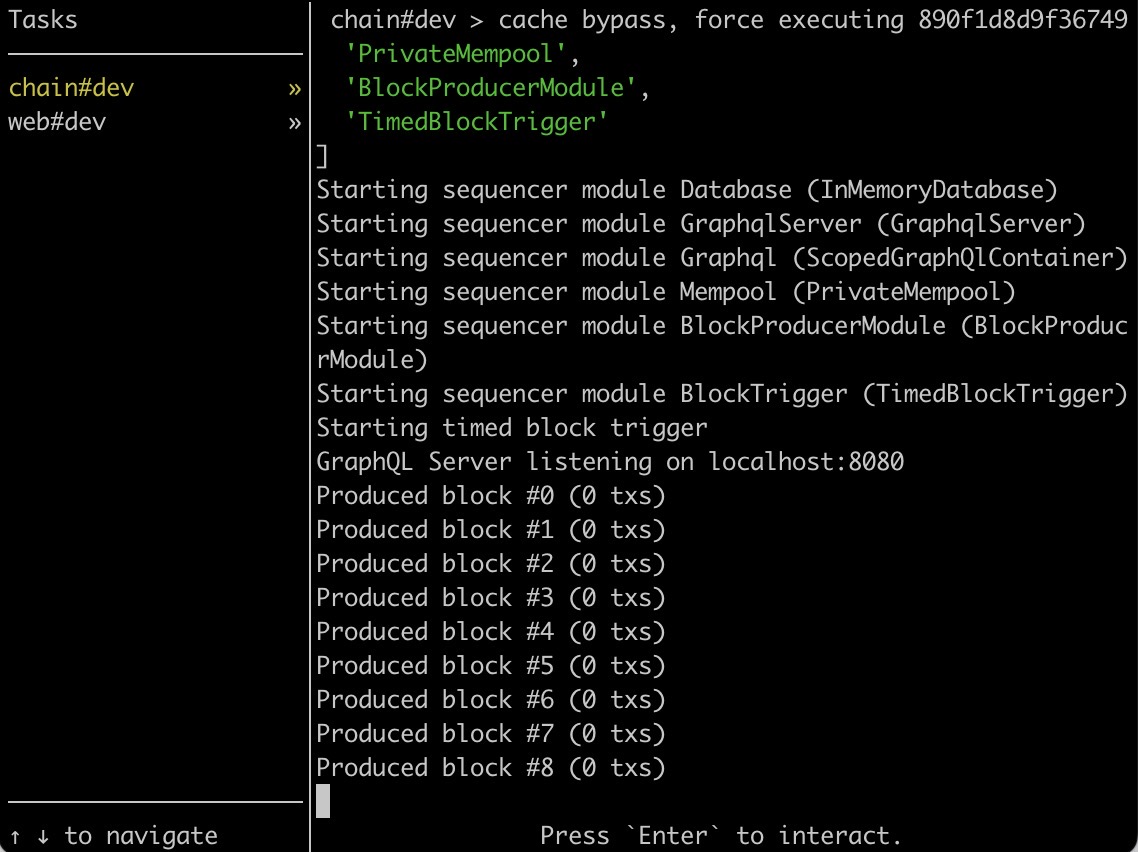 Tasks
chain#dev »
web#dev »
↑ ↓ to navigate
chain#dev > cache bypass, force executing 890f1d8d9f36749
'PrivateMempool',
'BlockProducerModule',
'TimedBlockTrigger'
]
Starting sequencer module Database (InMemoryDatabase)
Starting sequencer module GraphqlServer (GraphqlServer)
Starting sequencer module Graphql (ScopedGraphQlContainer)
Starting sequencer module Mempool (PrivateMempool)
Starting sequencer module BlockProducerModule (BlockProduc
rModule)
Starting sequencer module BlockTrigger (TimedBlockTrigger)
Starting timed block trigger
GraphQL Server listening on localhost:8080
Produced block #0 (0 txs)
Produced block #1 (0 txs)
Produced block #2 (0 txs)
Produced block #3 (0 txs)
Produced block #4 (0 txs)
Produced block #5 (0 txs)
Produced block #6 (0 txs)
Produced block #7 (0 txs)
Produced block #8 (0 txs)
Press `Enter` to interact.